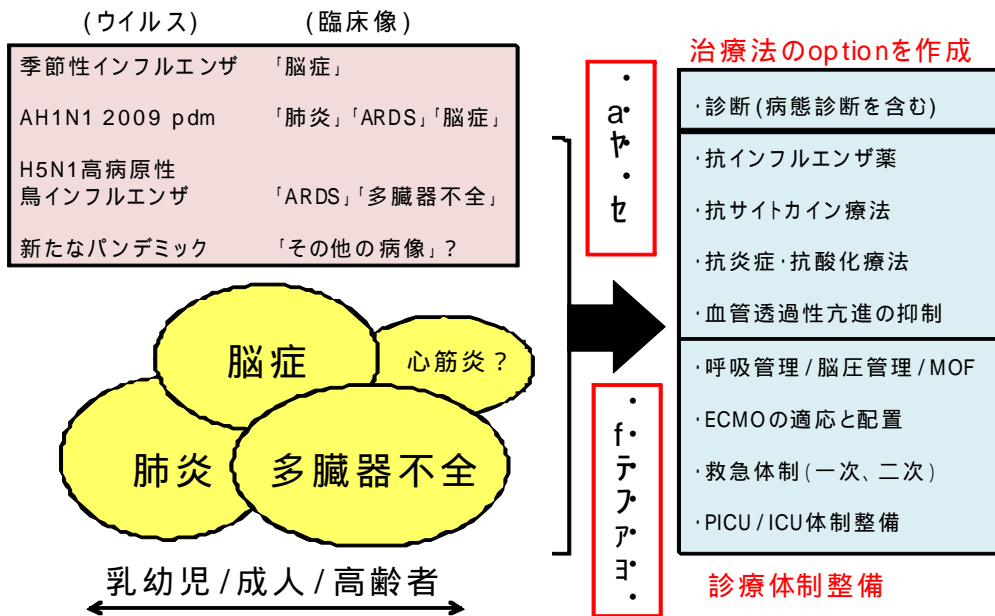 (ウイルス) (臨床像)
季節性インフルエンザ 「脳症」
AH1N1 2009 pdm 「肺炎」「ARDS」「脳症」
H5N1高病原性
鳥インフルエンザ 「ARDS」「多臓器不全」
新たなパンデミック 「その他の病像」?
脳症
心筋炎?
肺炎
多臓器不全
乳幼児/成人/高齢者
・a・ヤ・セ
・f・テファ・ヨ・
治療法のoptionを作成
・診断(病態診断を含む)
・抗インフルエンザ薬
・抗サイトカイン療法
・抗炎症・抗酸化療法
・血管透過性亢進の抑制
・呼吸管理/脳圧管理/MOF
・ECMOの適応と配置
・救急体制(一次、二次)
・PICU/ICU体制整備
診療体制整備